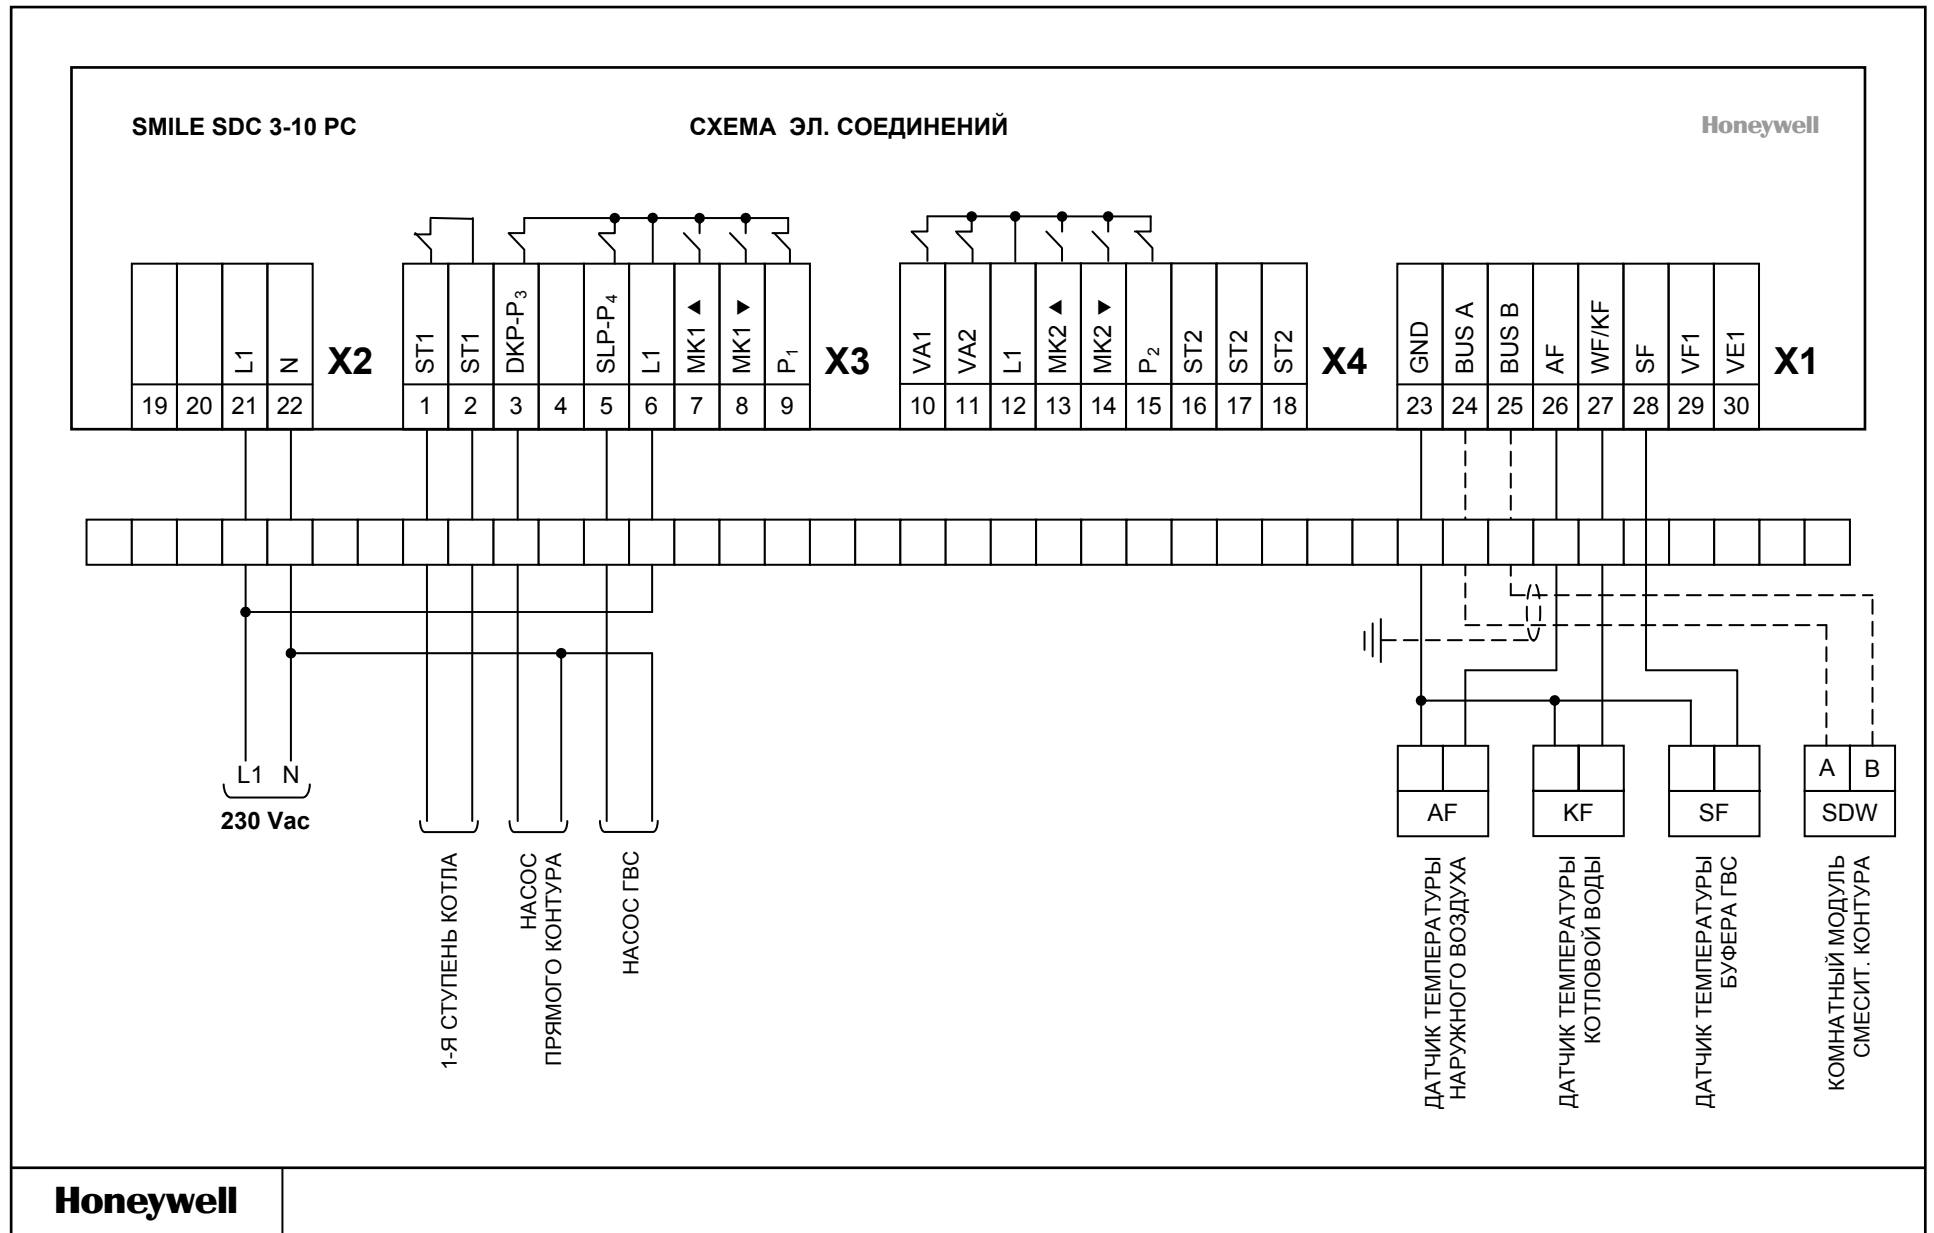 SMILE SDC 3-10 PC
СХЕМА ЭЛ. СОЕДИНЕНИЙ
Honeywell
L1
N
X2
19 20 21 22
ST1
ST1
DKP-P3
SLP-P4
L1
MK1 ▲
MK1 ▼
P1
X3
1 2 3 4 5 6 7 8 9
VA1
VA2
L1
MK2 ▲
MK2 ▼
P2
ST2
ST2
ST2
X4
10 11 12 13 14 15 16 17 18
GND
BUS A
BUS B
AF
WF/KF
SF
VF1
VE1
X1
23 24 25 26 27 28 29 30
L1 N
230 Vac
1-Я СТУПЕНЬ КОТЛА
НАСОС
ПРЯМОГО КОНТУРА
НАСОС ГВС
AF
KF
SF
A B
SDW
ДАТЧИК ТЕМПЕРАТУРЫ
НАРУЖНОГО ВОЗДУХА
ДАТЧИК ТЕМПЕРАТУРЫ
КОТЛОВОЙ ВОДЫ
ДАТЧИК ТЕМПЕРАТУРЫ
БУФЕРА ГВС
КОМНАТНЫЙ МОДУЛЬ
СМЕСИТ. КОНТУРА
Honeywell